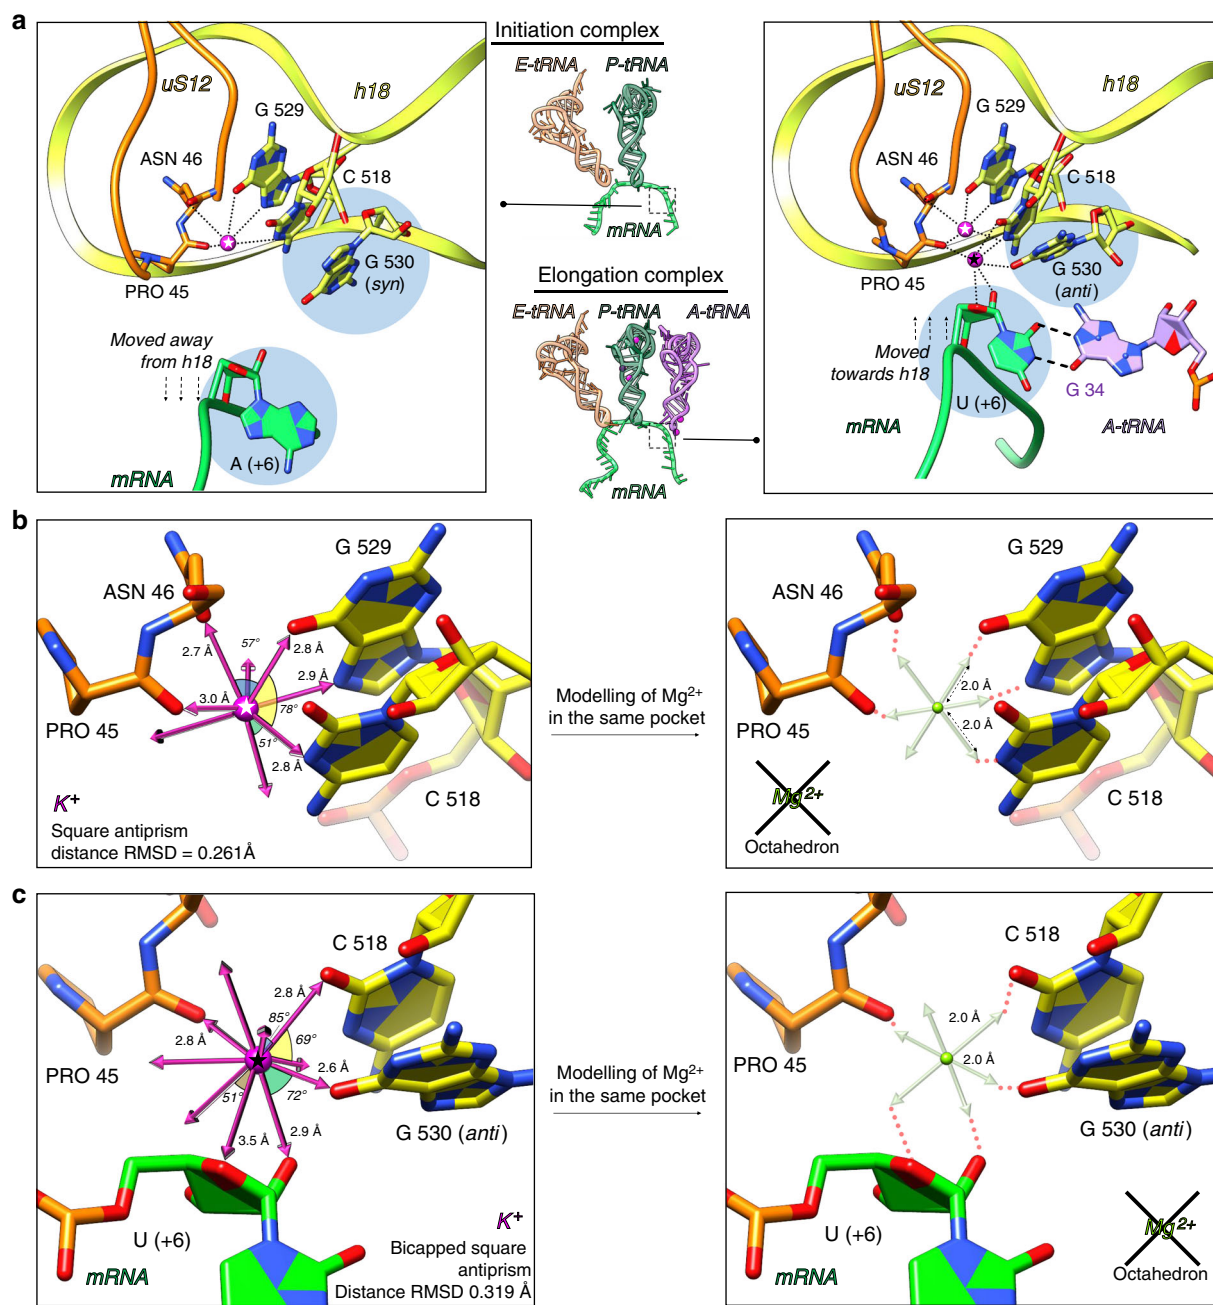 a
uS12
h18
G 529
ASN 46
C 518
PRO 45
G 530
(syn)
Moved away
from h18
A (+6)
mRNA
Initiation complex
E-tRNA P-tRNA
mRNA
Elongation complex
E-tRNA P-tRNA A-tRNA
mRNA
uS12
h18
G 529
ASN 46
C 518
PRO 45
G 530
(anti)
Moved
towards h18
U (+6)
G 34
mRNA
A-tRNA
b
G 529
ASN 46
57°
2.7 Å
2.8 Å
2.9 Å
3.0 Å
78°
PRO 45
51°
2.8 Å
C 518
K+
Square antiprism
distance RMSD = 0.261Å
Modelling of Mg2+
in the same pocket
G 529
ASN 46
2.0 Å
PRO 45
2.0 Å
Mg2+
C 518
Octahedron
c
C 518
2.8 Å
85°
2.8 Å
69°
2.6 Å
PRO 45
51°
72°
2.9 Å
3.5 Å
G 530 (anti)
U (+6)
K+
mRNA
Bicapped square
antiprism
Distance RMSD 0.319 Å
Modelling of Mg2+
in the same pocket
C 518
2.0 Å
2.0 Å
PRO 45
G 530 (anti)
U (+6)
Mg2+
mRNA
Octahedron